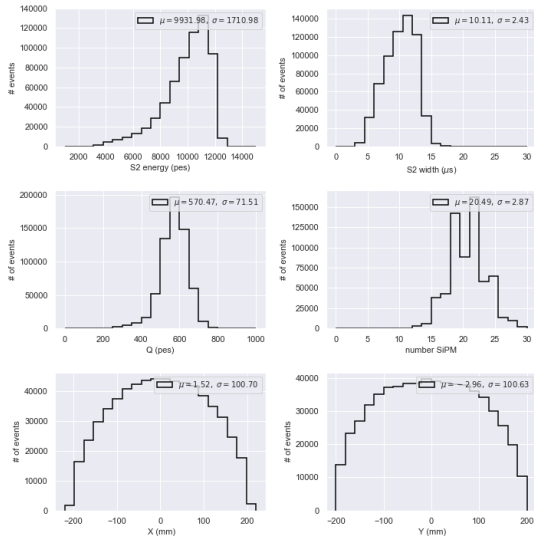 140000
120000
100000
80000
60000
40000
20000
0
# of events
μ = 9931.98, σ = 1710.98
2000 4000 6000 8000 10000 12000 14000
S2 energy (pes)
140000
120000
100000
80000
60000
40000
20000
0
# of events
μ = 10.11, σ = 2.43
0 5 10 15 20 25 30
S2 width (μs)
200000
150000
100000
50000
0
# of events
μ = 570.47, σ = 71.51
0 200 400 600 800 1000
Q (pes)
150000
125000
100000
75000
50000
25000
0
# of events
μ = 20.49, σ = 2.87
0 5 10 15 20 25 30
number SiPM
40000
30000
20000
10000
0
# of events
μ = 1.52, σ = 100.70
−200 −100 0 100 200
X (mm)
40000
30000
20000
10000
0
# of events
μ = −2.96, σ = 100.63
−200 −100 0 100 200
Y (mm)